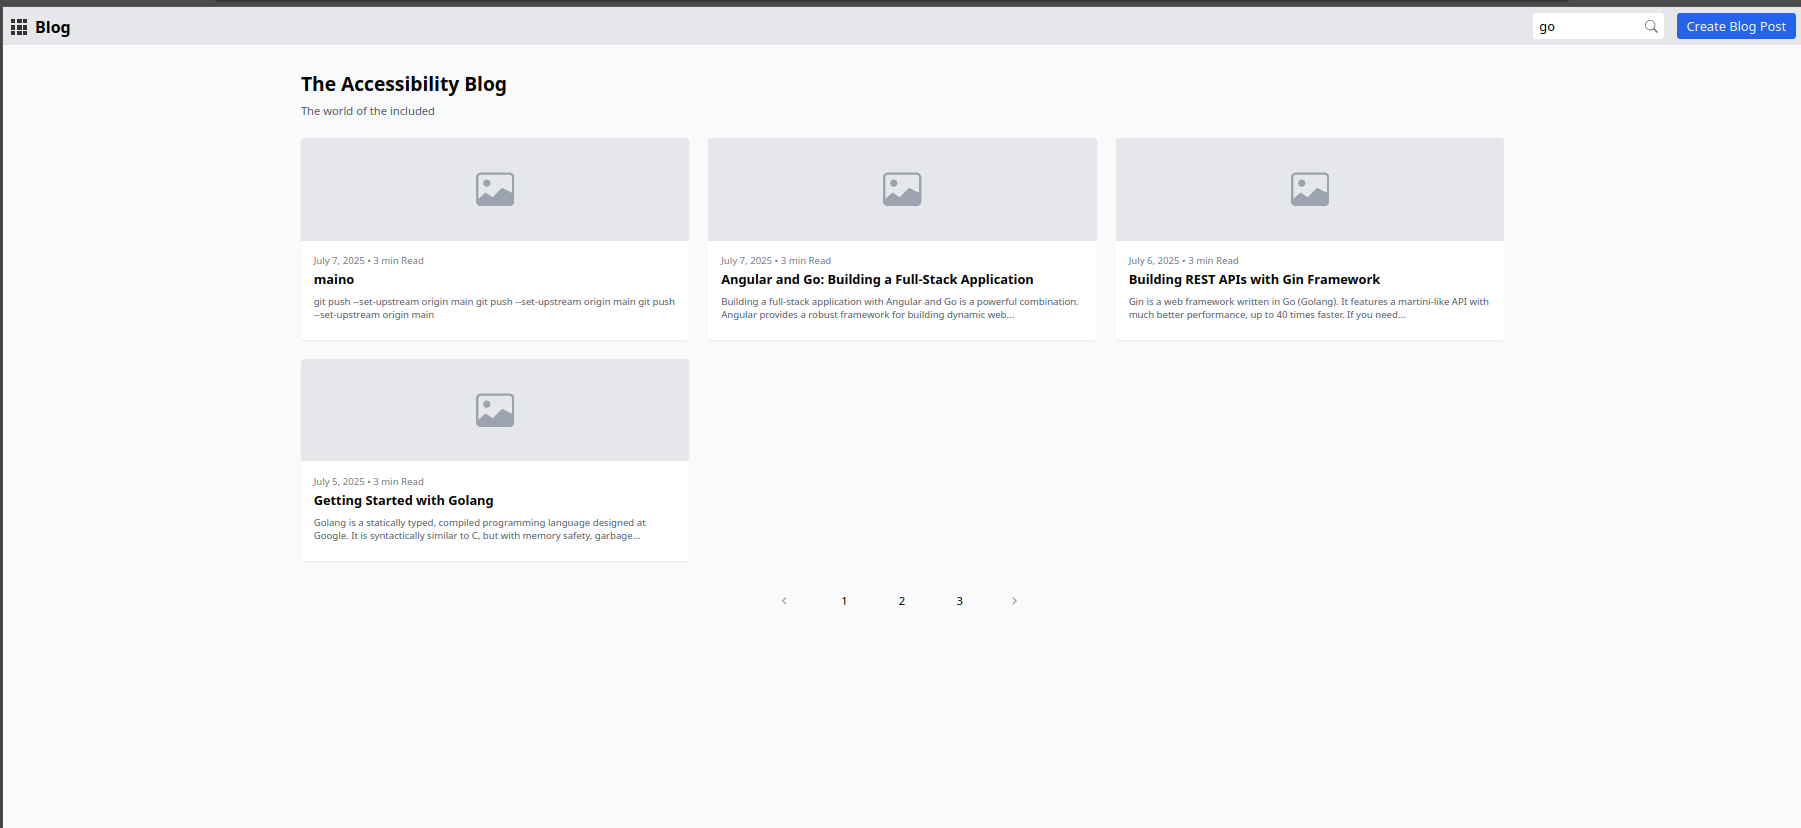 Blog
go
Create Blog Post
The Accessibility Blog
The world of the included
July 7, 2025 • 3 min Read
maino
git push --set-upstream origin main git push --set-upstream origin main git push
--set-upstream origin main
July 7, 2025 • 3 min Read
Angular and Go: Building a Full-Stack Application
Building a full-stack application with Angular and Go is a powerful combination.
Angular provides a robust framework for building dynamic web...
July 6, 2025 • 3 min Read
Building REST APIs with Gin Framework
Gin is a web framework written in Go (Golang). It features a martini-like API with
much better performance, up to 40 times faster. If you need...
July 5, 2025 • 3 min Read
Getting Started with Golang
Golang is a statically typed, compiled programming language designed at
Google. It is syntactically similar to C, but with memory safety, garbage...
‹ 1 2 3 ›